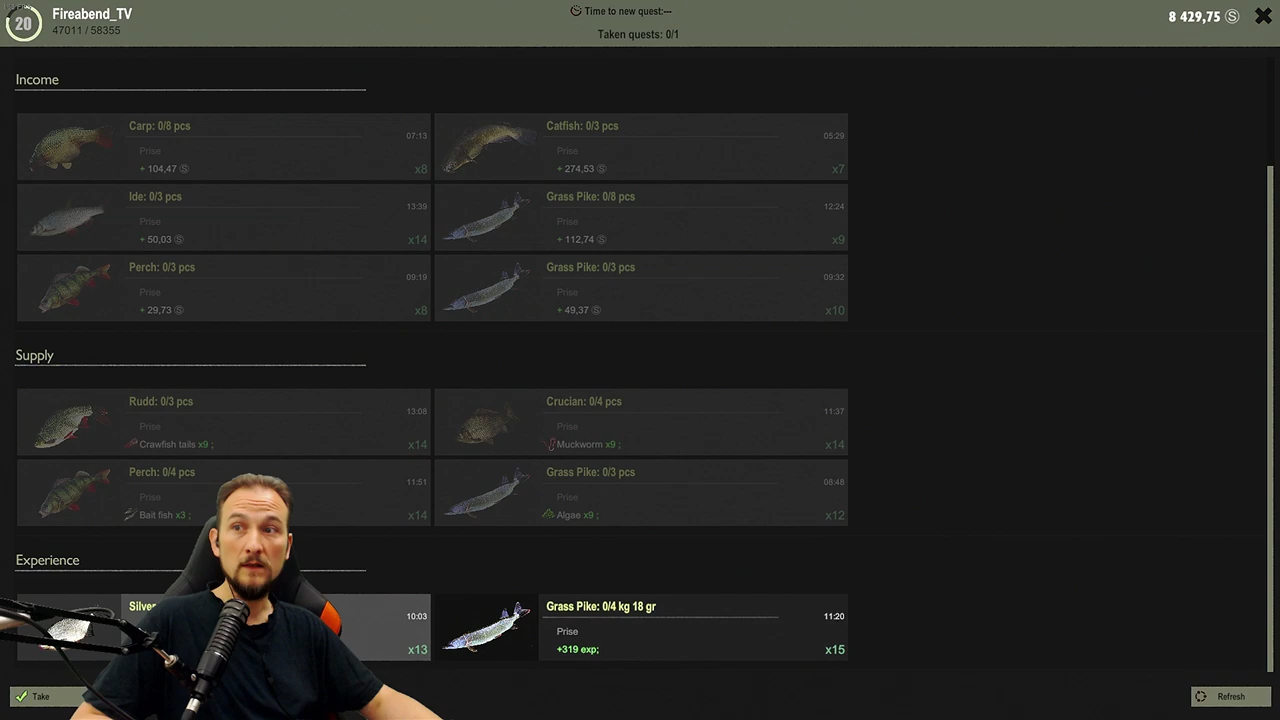 20
Fireabend_TV
47011 / 58355
Time to new quest:---
Taken quests: 0/1
8 429,75
Income
Carp: 0/8 pcs
07:13
Prise
+ 104,47
x8
Catfish: 0/3 pcs
05:29
Prise
+ 274,53
x7
Ide: 0/3 pcs
13:39
Prise
+ 50,03
x14
Grass Pike: 0/8 pcs
12:24
Prise
+ 112,74
x9
Perch: 0/3 pcs
09:19
Prise
+ 29,73
x8
Grass Pike: 0/3 pcs
09:32
Prise
+ 49,37
x10
Supply
Rudd: 0/3 pcs
13:08
Prise
Crawfish tails x9 ;
x14
Crucian: 0/4 pcs
11:37
Prise
Muckworm x9 ;
x14
Perch: 0/4 pcs
11:51
Prise
Bait fish x3 ;
x14
Grass Pike: 0/3 pcs
08:48
Prise
Algae x9 ;
x12
Experience
Silve
10:03
x13
Grass Pike: 0/4 kg 18 gr
11:20
Prise
+319 exp;
x15
Take
Refresh